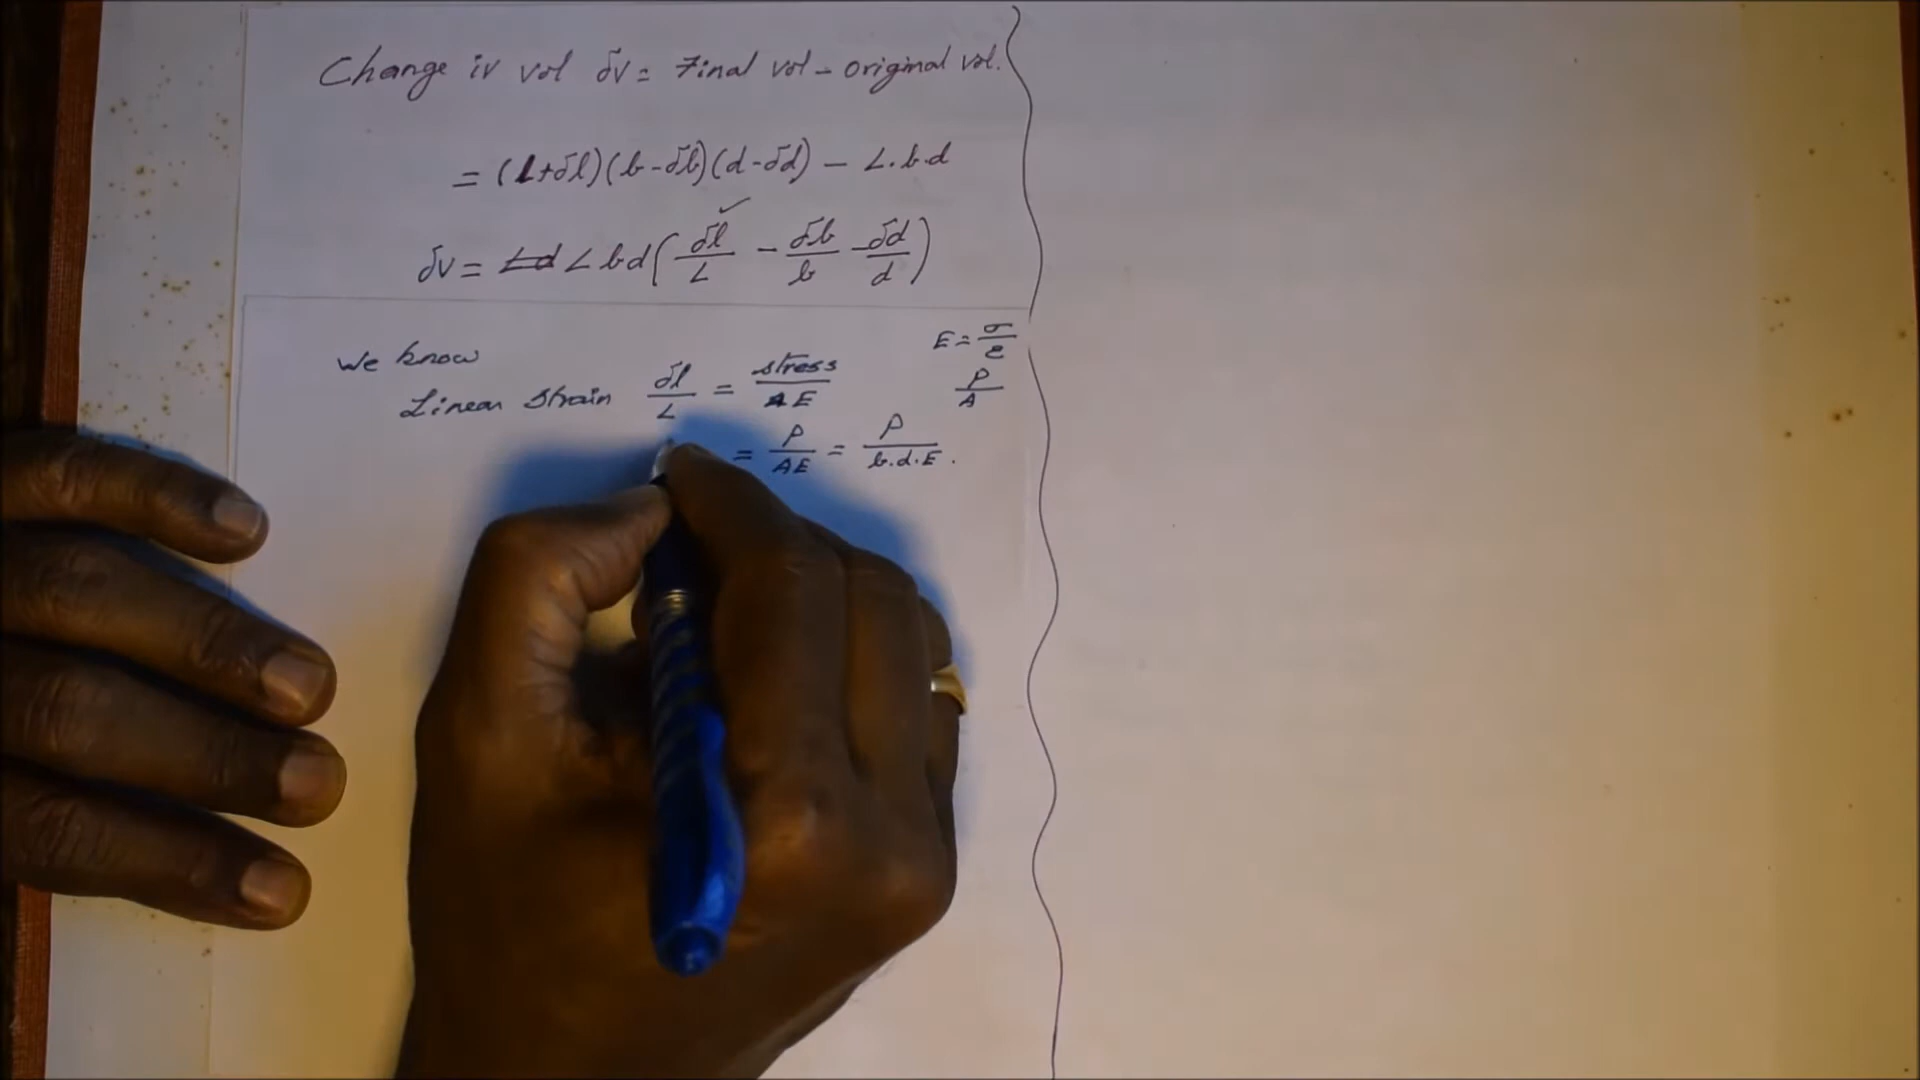 Change in vol δv = Final vol - original vol.
= (L+δl)(b-δb)(d-δd) - L.b.d
δv = L b d (δl/L - δb/b - δd/d)
We know
E = σ/ε
Linear strain δl/L = stress/E
P/A
= P/AE = P/b.d.E.